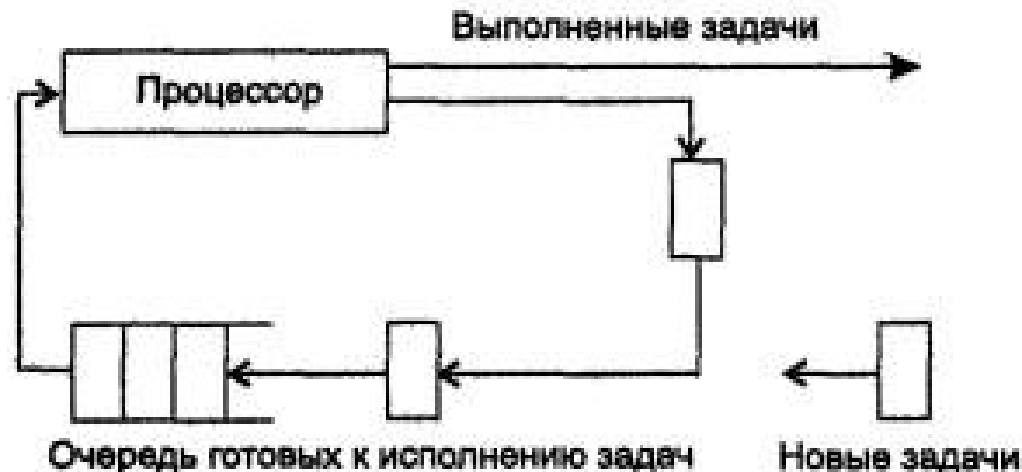 Выполненные задачи
Процессор
Очередь готовых к исполнению задач
Новые задачи